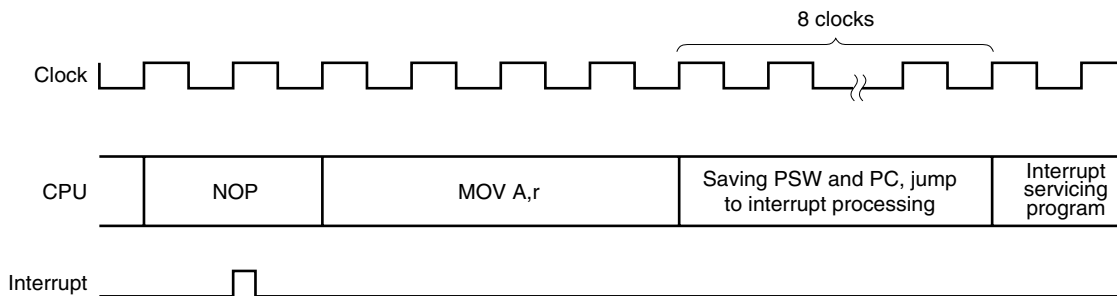 8 clocks
Clock
CPU
NOP
MOV A,r
Saving PSW and PC, jump
to interrupt processing
Interrupt
servicing
program
Interrupt